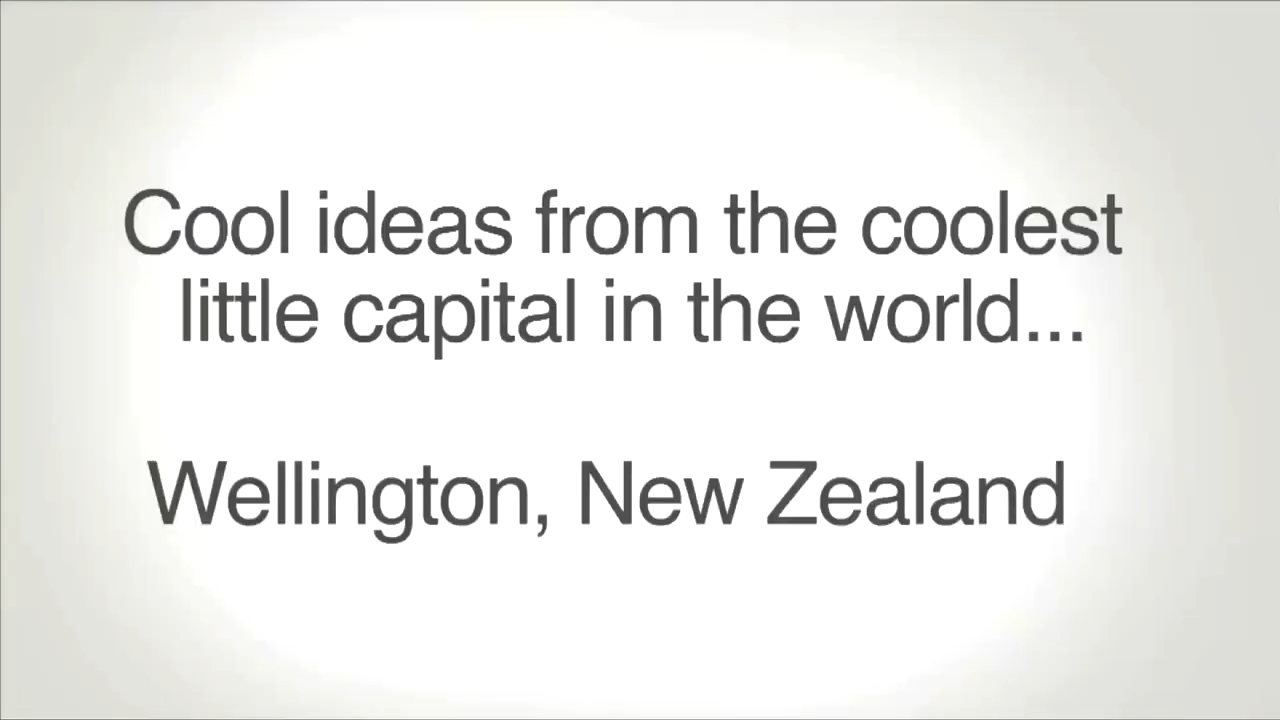 Cool ideas from the coolest
little capital in the world...
Wellington, New Zealand